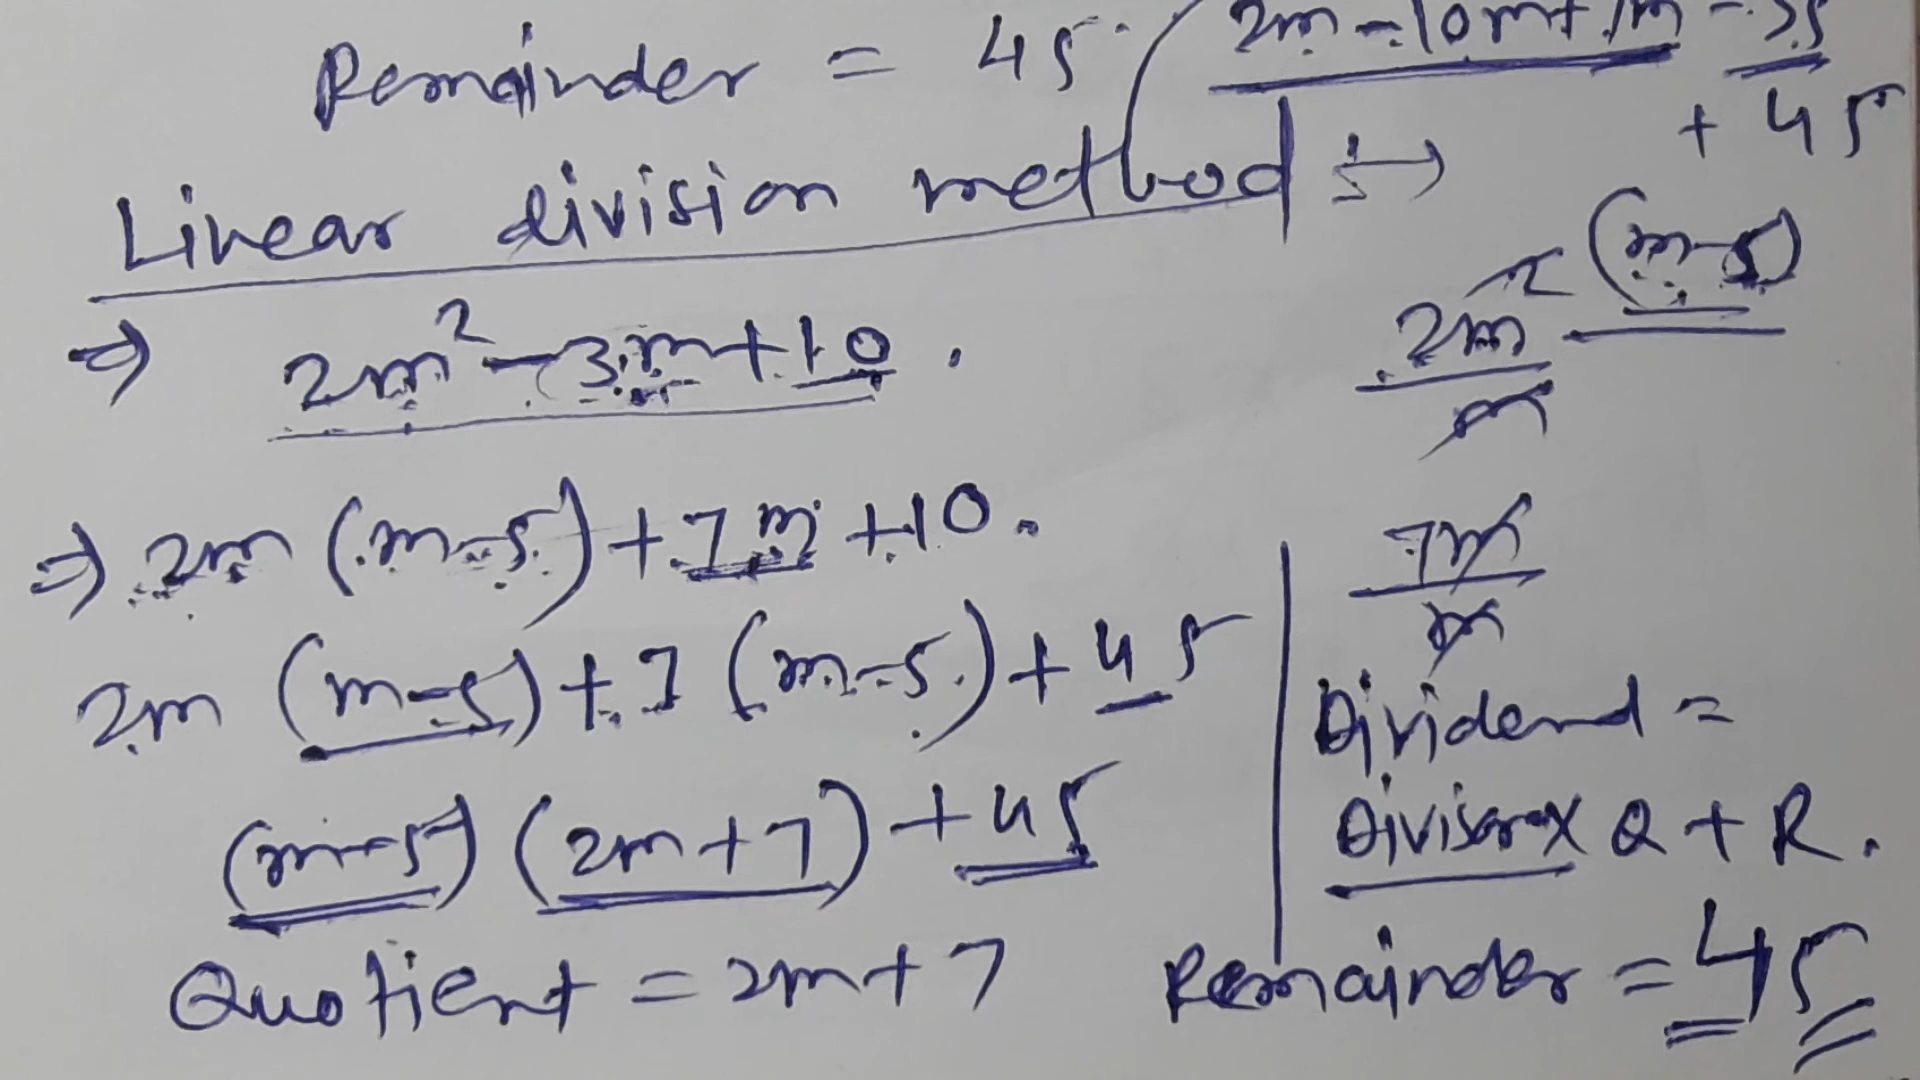 Remainder = 45
2m² - 10m + 7m - 35
+ 45
Linear division method :→
(m-5)
⇒ 2m² - 3m + 10.
2m²
m
⇒ 2m (m-5) + 7m + 10.
7m
m
2m (m-5) + 7 (m-5) + 45
Dividend =
(m-5) (2m+7) + 45
Divisor x Q + R.
Quotient = 2m + 7
Remainder = 45